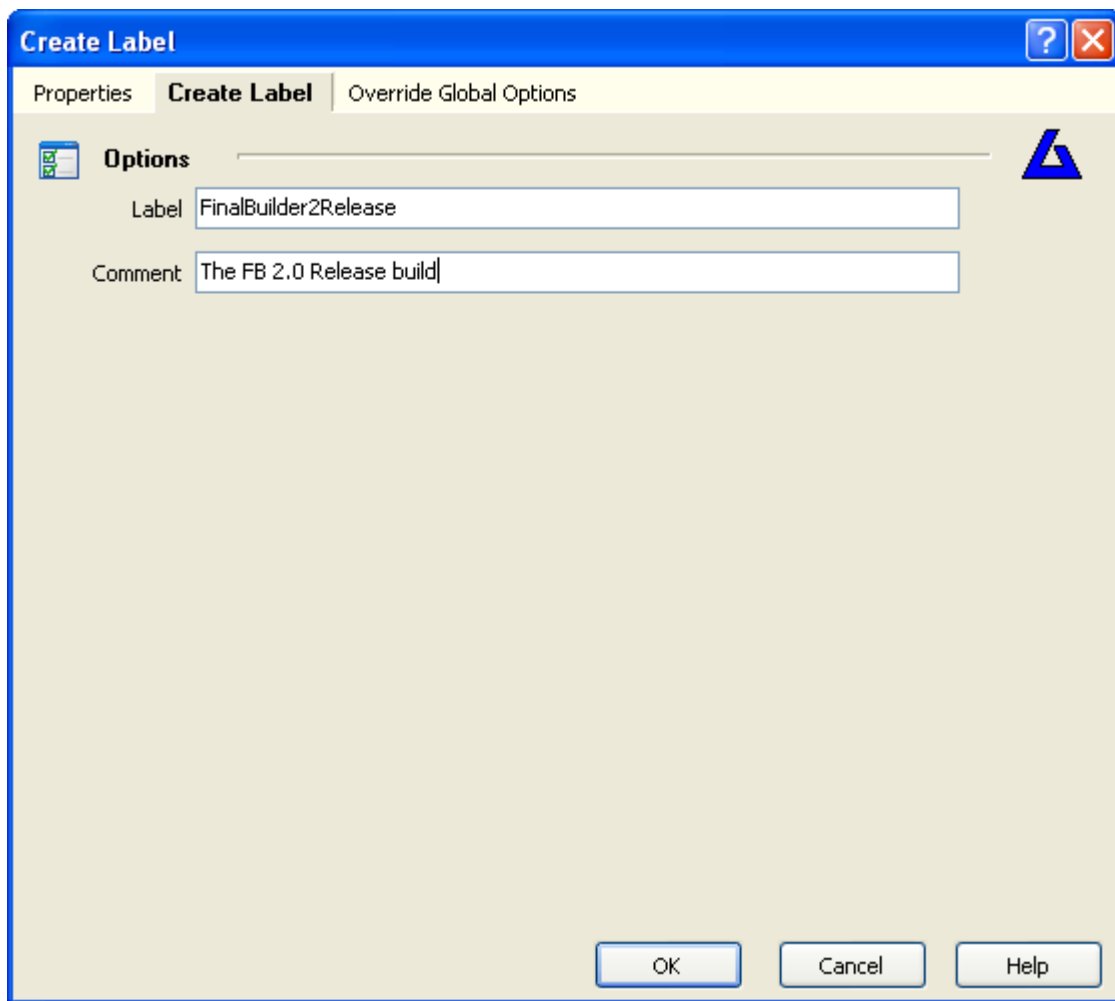 Create Label
?
Properties Create Label Override Global Options
Options
Label FinalBuilder2Release
Comment The FB 2.0 Release build
OK Cancel Help